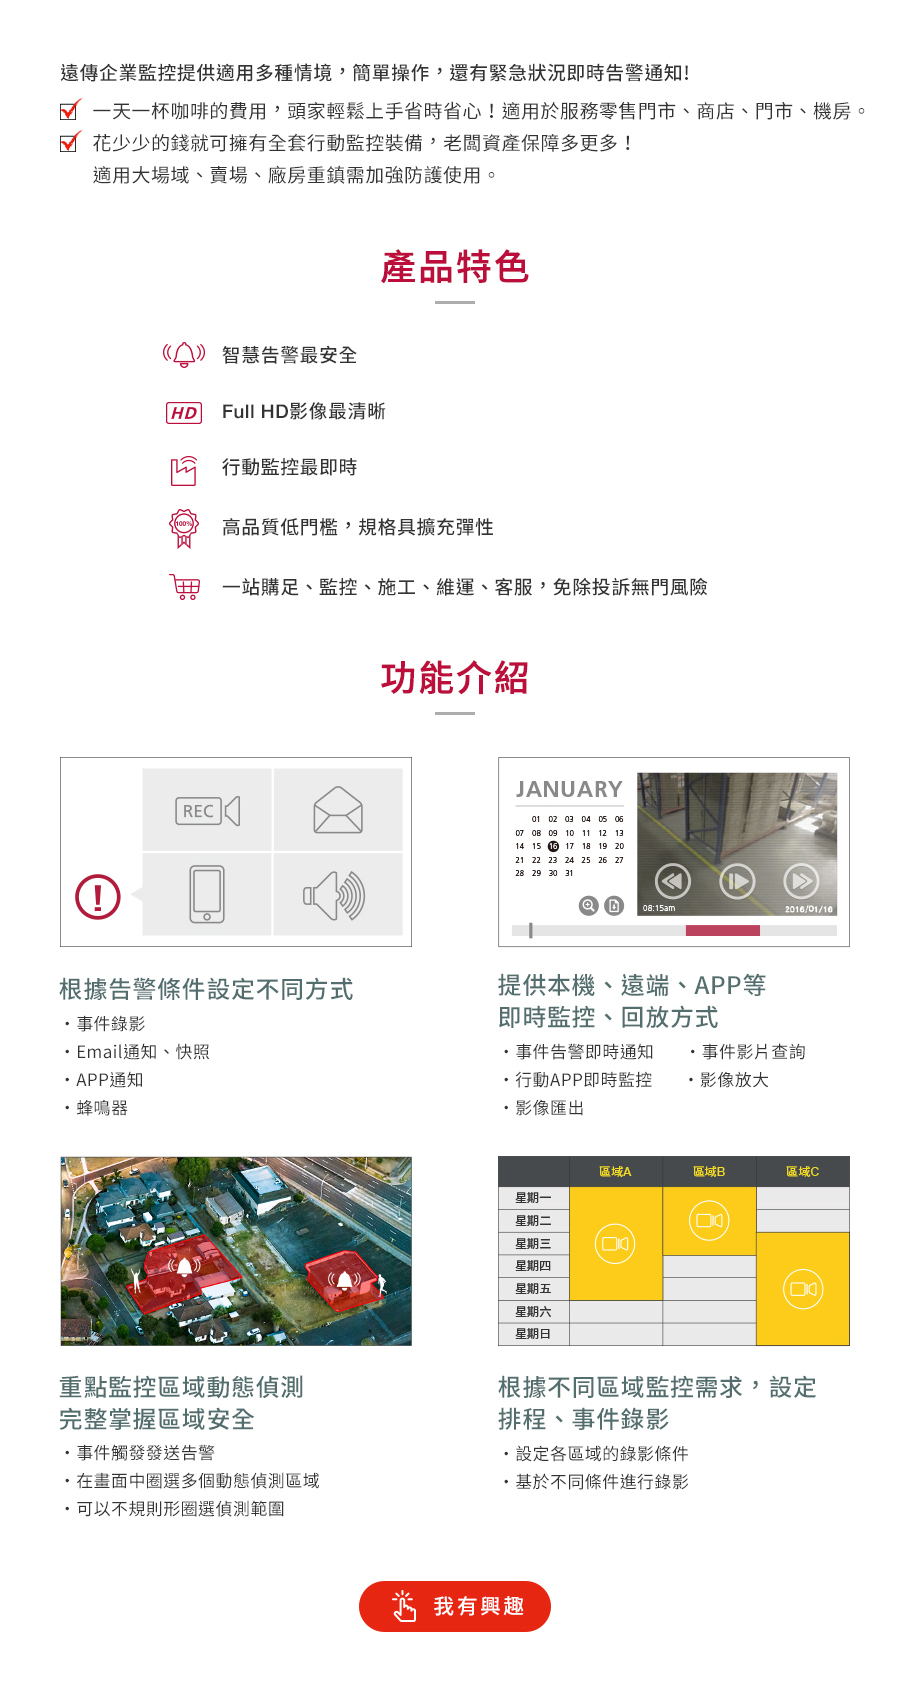 遠傳企業監控提供適用多種情境，簡單操作，還有緊急狀況即時告警通知!
一天一杯咖啡的費用，頭家輕鬆上手省時省心！適用於服務零售門市、商店、門市、機房。
花少少的錢就可擁有全套行動監控裝備，老闆資產保障多更多！
適用大場域、賣場、廠房重鎮需加強防護使用。
產品特色
智慧告警最安全
HD
Full HD影像最清晰
行動監控最即時
100%
高品質低門檻，規格具擴充彈性
一站購足、監控、施工、維運、客服，免除投訴無門風險
功能介紹
REC
!
根據告警條件設定不同方式
・事件錄影
・Email通知、快照
・APP通知
・蜂鳴器
JANUARY
01 02 03 04 05 06
07 08 09 10 11 12 13
14 15 16 17 18 19 20
21 22 23 24 25 26 27
28 29 30 31
08:15am
2016/01/16
提供本機、遠端、APP等
即時監控、回放方式
・事件告警即時通知 ・事件影片查詢
・行動APP即時監控 ・影像放大
・影像匯出
重點監控區域動態偵測
完整掌握區域安全
・事件觸發發送告警
・在畫面中圈選多個動態偵測區域
・可以不規則形圈選偵測範圍
區域A 區域B 區域C
星期一
星期二
星期三
星期四
星期五
星期六
星期日
根據不同區域監控需求，設定
排程、事件錄影
・設定各區域的錄影條件
・基於不同條件進行錄影
我有興趣